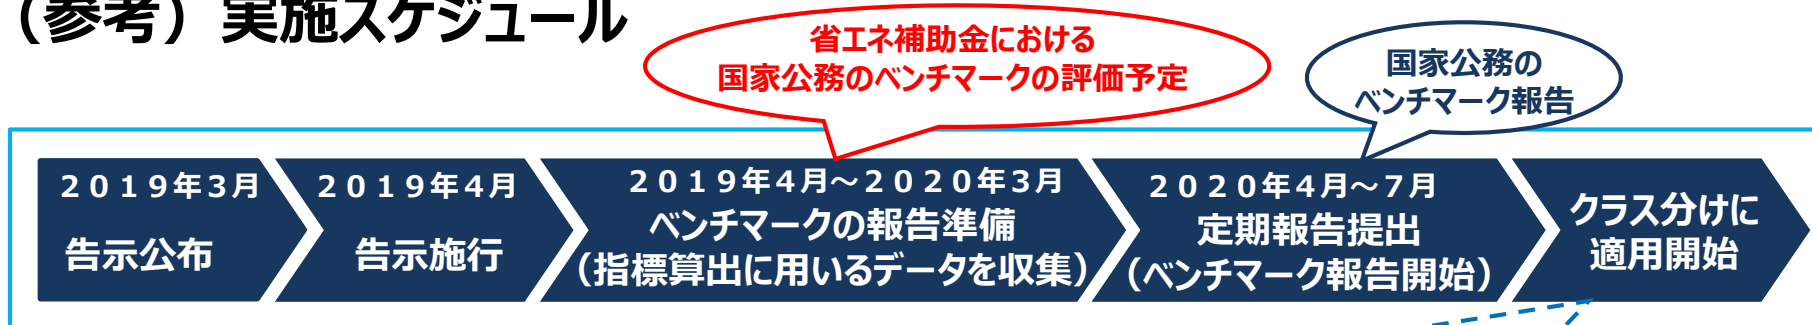 （参考）実施スケジュール
省エネ補助金における
国家公務のベンチマークの評価予定
国家公務の
ベンチマーク報告
２０１９年３月
告示公布
２０１９年４月
告示施行
２０１９年４月～２０２０年３月
ベンチマークの報告準備
（指標算出に用いるデータを収集）
２０２０年４月～７月
定期報告提出
（ベンチマーク報告開始）
クラス分けに
適用開始